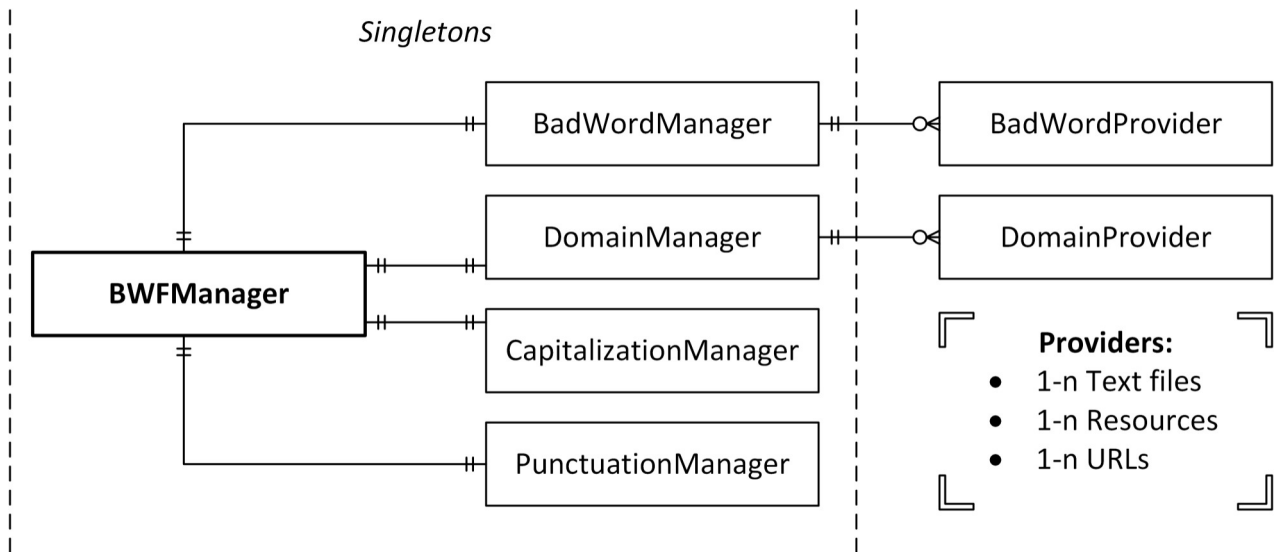 Singletons
BadWordManager
BadWordProvider
DomainManager
DomainProvider
BWFManager
CapitalizationManager
PunctuationManager
Providers:
• 1-n Text files
• 1-n Resources
• 1-n URLs